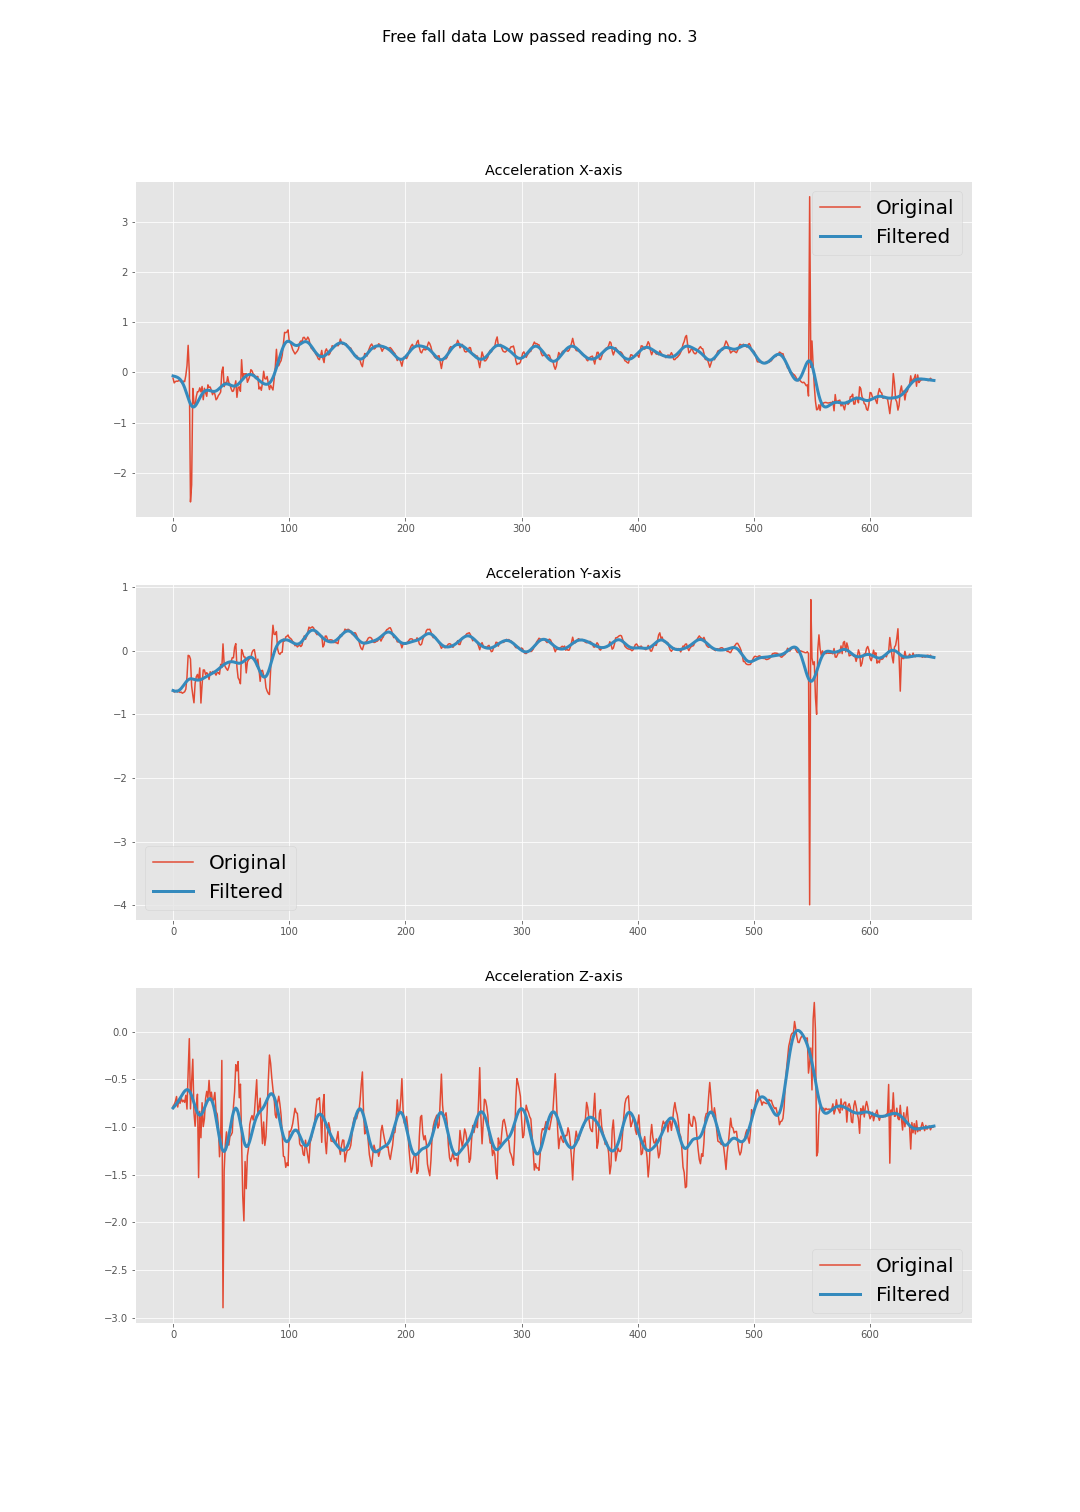 Free fall data Low passed reading no. 3
Acceleration X-axis
Original
Filtered
3
2
1
0
−1
−2
0 100 200 300 400 500 600
Acceleration Y-axis
1
0
−1
−2
−3
−4
Original
Filtered
0 100 200 300 400 500 600
Acceleration Z-axis
0.0
−0.5
−1.0
−1.5
−2.0
−2.5
−3.0
Original
Filtered
0 100 200 300 400 500 600